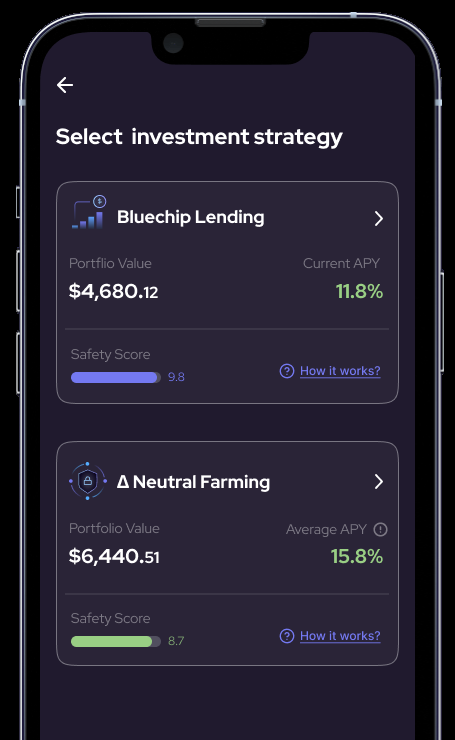 Select investment strategy
$
Bluechip Lending
Portflio Value
Current APY
$4,680.12
11.8%
Safety Score
9.8
? How it works?
Δ Neutral Farming
Portfolio Value
Average APY !
$6,440.51
15.8%
Safety Score
8.7
? How it works?